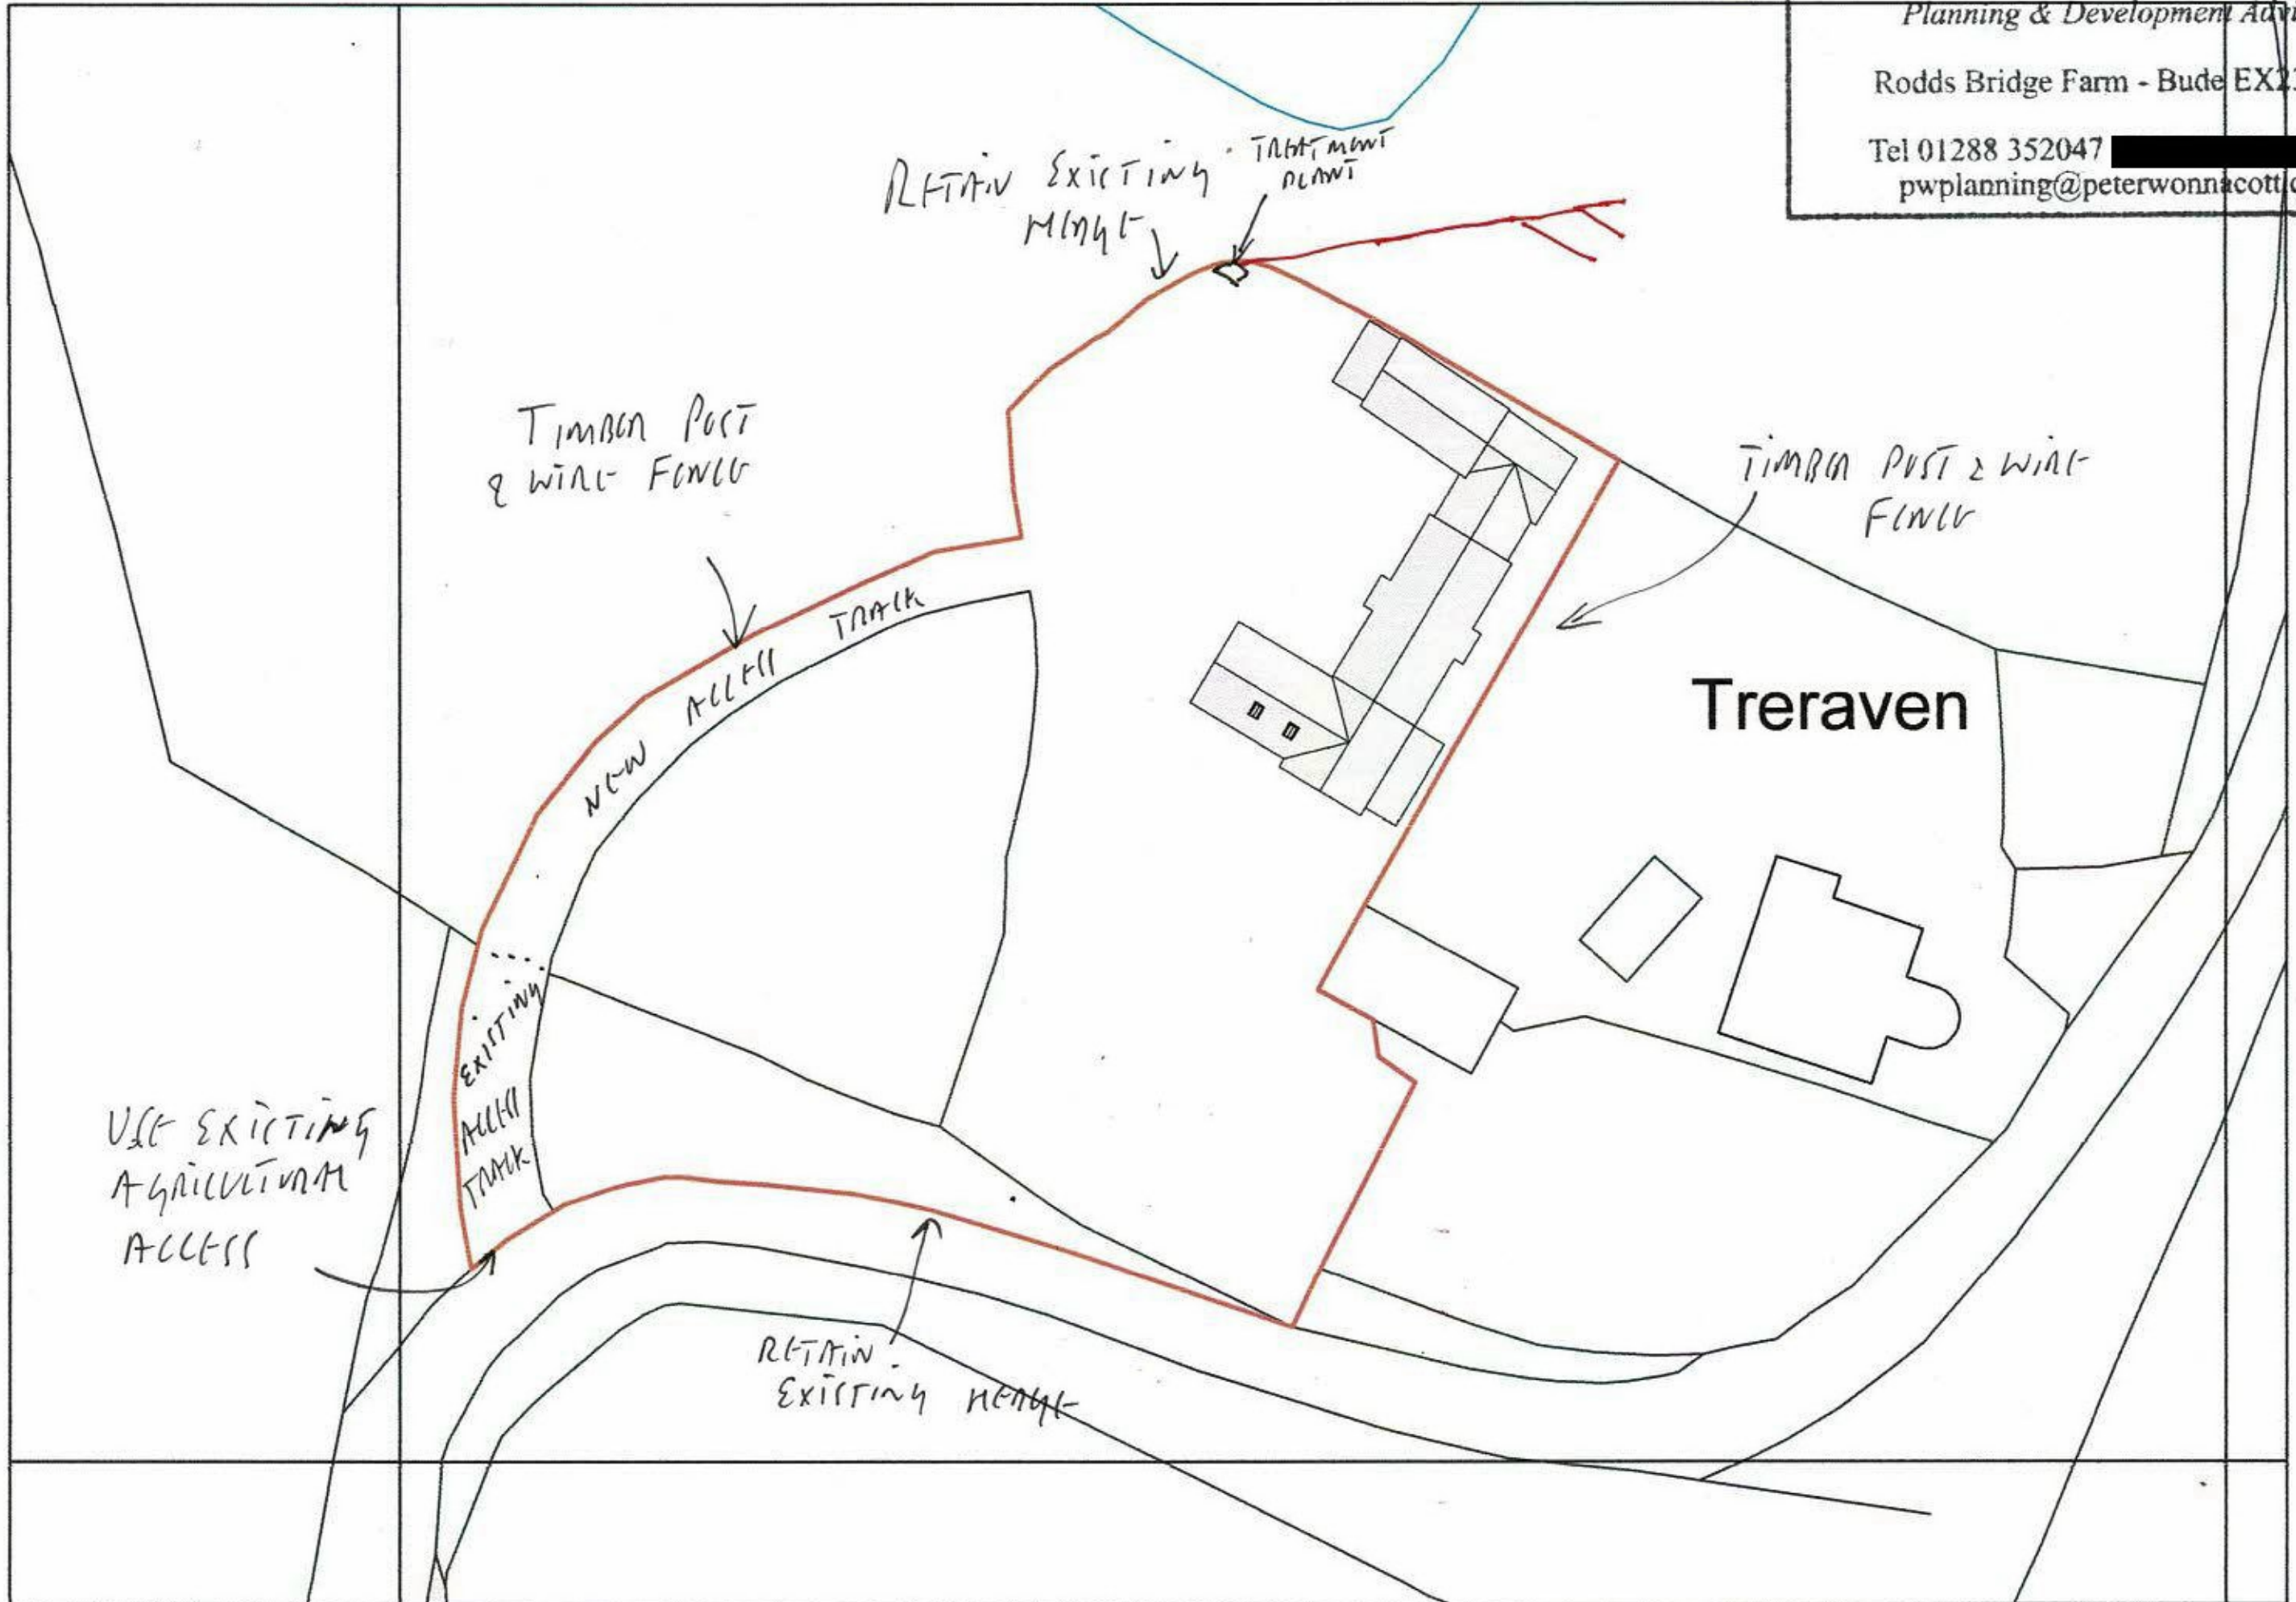 Planning & Development Adv
Rodds Bridge Farm - Bude EX2
Tel 01288 352047
pwplanning@peterwonnacott.
RETAIN EXISTING
HEDGE
TREATMENT
PLANT
TIMBER POST
& WIRE FENCE
TIMBER POST & WIRE
FENCE
NEW ACCESS TRACK
Treraven
EXISTING
ACCESS
TRACK
USE EXISTING
AGRICULTURAL
ACCESS
RETAIN
EXISTING HEDGE